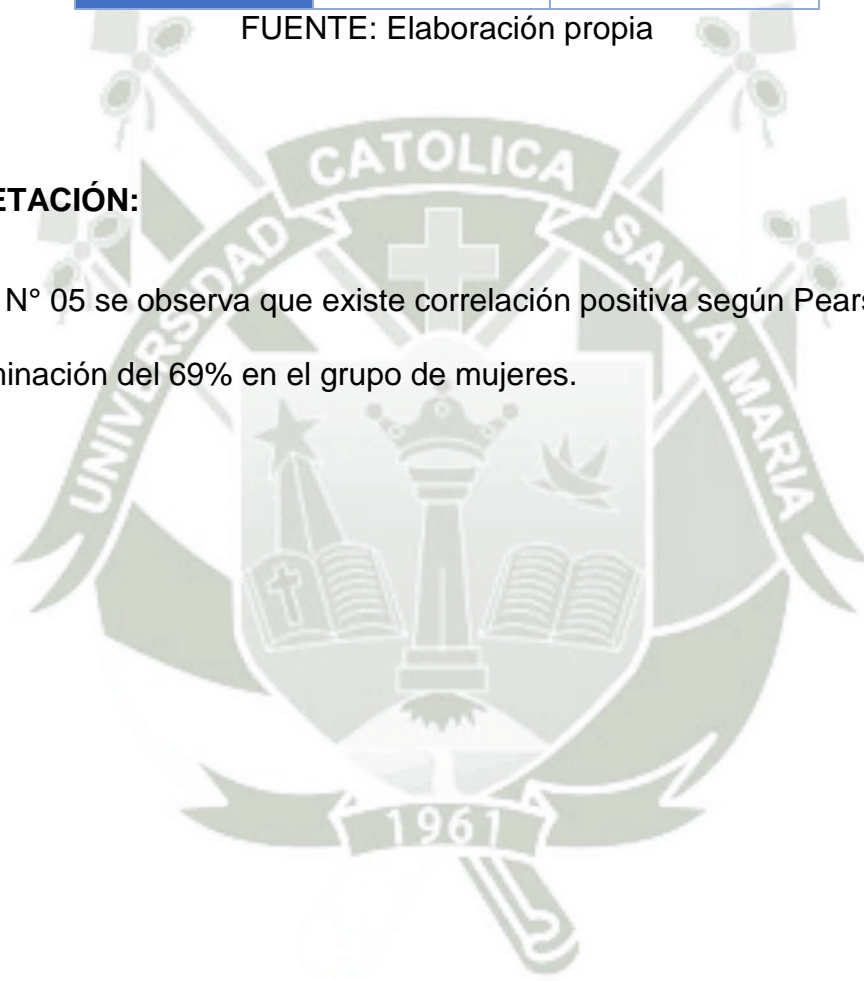 FUENTE: Elaboración propia
CATOLICA
UNIVERSIDAD
SANTA MARIA
ETACIÓN:
N° 05 se observa que existe correlación positiva según Pears
minación del 69% en el grupo de mujeres.
1961